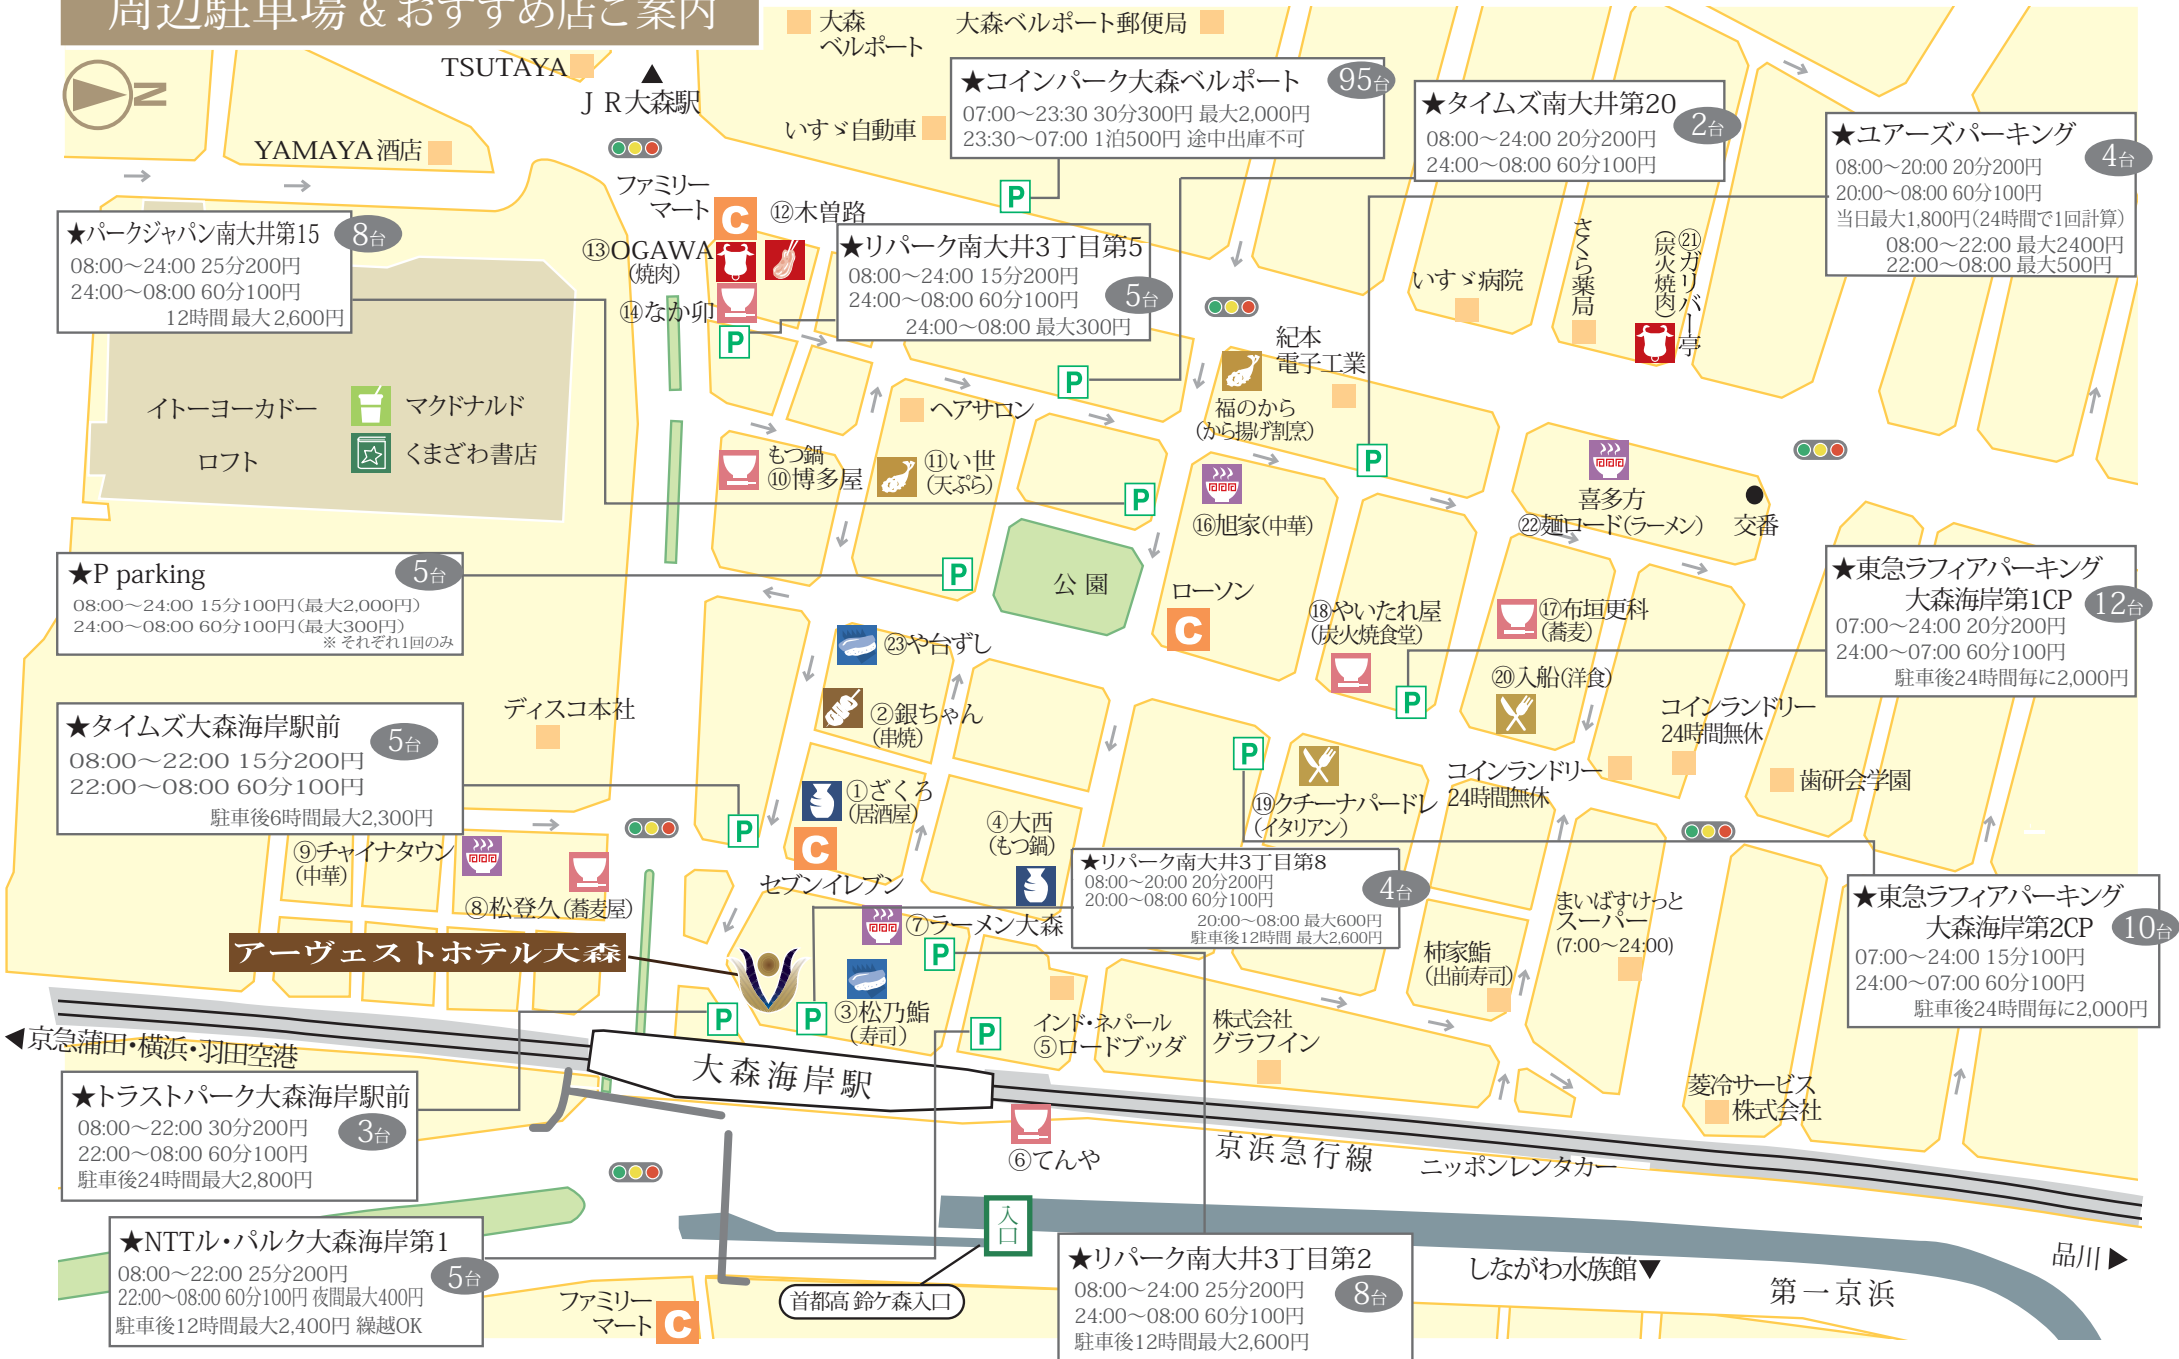 周辺駐車場&おすすめ店ご案内
N
TSUTAYA
▲
JR大森駅
YAMAYA酒店
大森
ベルポート
大森ベルポート郵便局
いすゞ自動車
★コインパーク大森ベルポート
95台
07:00～23:30 30分300円 最大2,000円
23:30～07:00 1泊500円 途中出庫不可
★タイムズ南大井第20
2台
08:00～24:00 20分200円
24:00～08:00 60分100円
★ユアーズパーキング
4台
08:00～20:00 20分200円
20:00～08:00 60分100円
当日最大1,800円(24時間で1回計算)
08:00～22:00 最大2400円
22:00～08:00 最大500円
★パークジャパン南大井第15
8台
08:00～24:00 25分200円
24:00～08:00 60分100円
12時間最大2,600円
ファミリー
マート
C
⑫木曽路
⑬OGAWA
(焼肉)
⑭なか卯
P
P
★リパーク南大井3丁目第5
5台
08:00～24:00 15分200円
24:00～08:00 60分100円
24:00～08:00 最大300円
いすゞ病院
さくら薬局
㉑ガリバー亭
(炭火焼肉)
紀本
電子工業
福のから
(から揚げ割烹)
P
P
P
イトーヨーカドー
マクドナルド
ロフト
くまざわ書店
ヘアサロン
もつ鍋
⑩博多屋
⑪い世
(天ぷら)
⑯旭家(中華)
喜多方
㉒麺ロード(ラーメン)
交番
★P parking
5台
08:00～24:00 15分100円(最大2,000円)
24:00～08:00 60分100円(最大300円)
※それぞれ1回のみ
P
公園
ローソン
C
⑱やいたれ屋
(炭火焼食堂)
⑰布垣更科
(蕎麦)
⑳入船(洋食)
P
★東急ラフィアパーキング
大森海岸第1CP
12台
07:00～24:00 20分200円
24:00～07:00 60分100円
駐車後24時間毎に2,000円
㉓や台ずし
②銀ちゃん
(串焼)
ディスコ本社
★タイムズ大森海岸駅前
5台
08:00～22:00 15分200円
22:00～08:00 60分100円
駐車後6時間最大2,300円
P
①ざくろ
(居酒屋)
C
セブンイレブン
④大西
(もつ鍋)
P
⑲クチーナパードレ
(イタリアン)
コインランドリー
24時間無休
コインランドリー
24時間無休
歯研会学園
⑨チャイナタウン
(中華)
⑧松登久(蕎麦屋)
★リパーク南大井3丁目第8
4台
08:00～20:00 20分200円
20:00～08:00 60分100円
20:00～08:00 最大600円
駐車後12時間 最大2,600円
⑦ラーメン大森
P
まいばすけっと
スーパー
(7:00～24:00)
柿家鮨
(出前寿司)
★東急ラフィアパーキング
大森海岸第2CP
10台
07:00～24:00 15分100円
24:00～07:00 60分100円
駐車後24時間毎に2,000円
アーヴェストホテル大森
P
P
③松乃鮨
(寿司)
P
インド・ネパール
⑤ロードブッダ
株式会社
グラフイン
菱冷サービス
株式会社
◀京急蒲田・横浜・羽田空港
大森海岸駅
★トラストパーク大森海岸駅前
3台
08:00～22:00 30分200円
22:00～08:00 60分100円
駐車後24時間最大2,800円
⑥てんや
京浜急行線
ニッポンレンタカー
★NTTル・パルク大森海岸第1
5台
08:00～22:00 25分200円
22:00～08:00 60分100円 夜間最大400円
駐車後12時間最大2,400円 繰越OK
入口
首都高 鈴ケ森入口
ファミリー
マート
C
★リパーク南大井3丁目第2
8台
08:00～24:00 25分200円
24:00～08:00 60分100円
駐車後12時間最大2,600円
しながわ水族館▼
第一京浜
品川▶